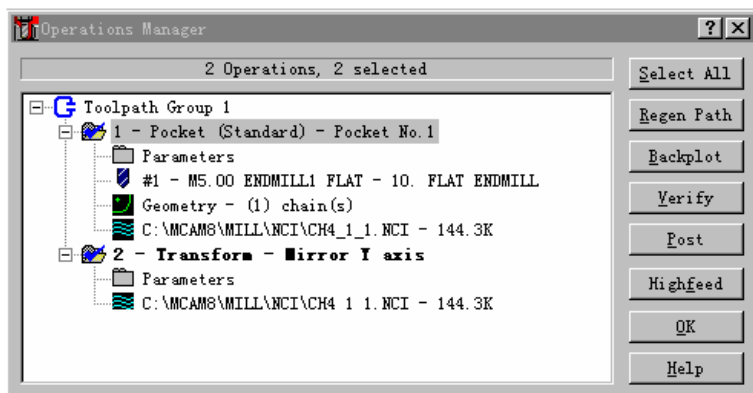 Operations Manager
2 Operations, 2 selected
Toolpath Group 1
1 - Pocket (Standard) - Pocket No.1
Parameters
#1 - M5.00 ENDMILL1 FLAT - 10. FLAT ENDMILL
Geometry - (1) chain(s)
C:\MCAM8\MILL\NCI\CH4_1_1.NCI - 144.3K
2 - Transform - Mirror Y axis
Parameters
C:\MCAM8\MILL\NCI\CH4 1 1.NCI - 144.3K
Select All
Regen Path
Backplot
Verify
Post
Highfeed
OK
Help